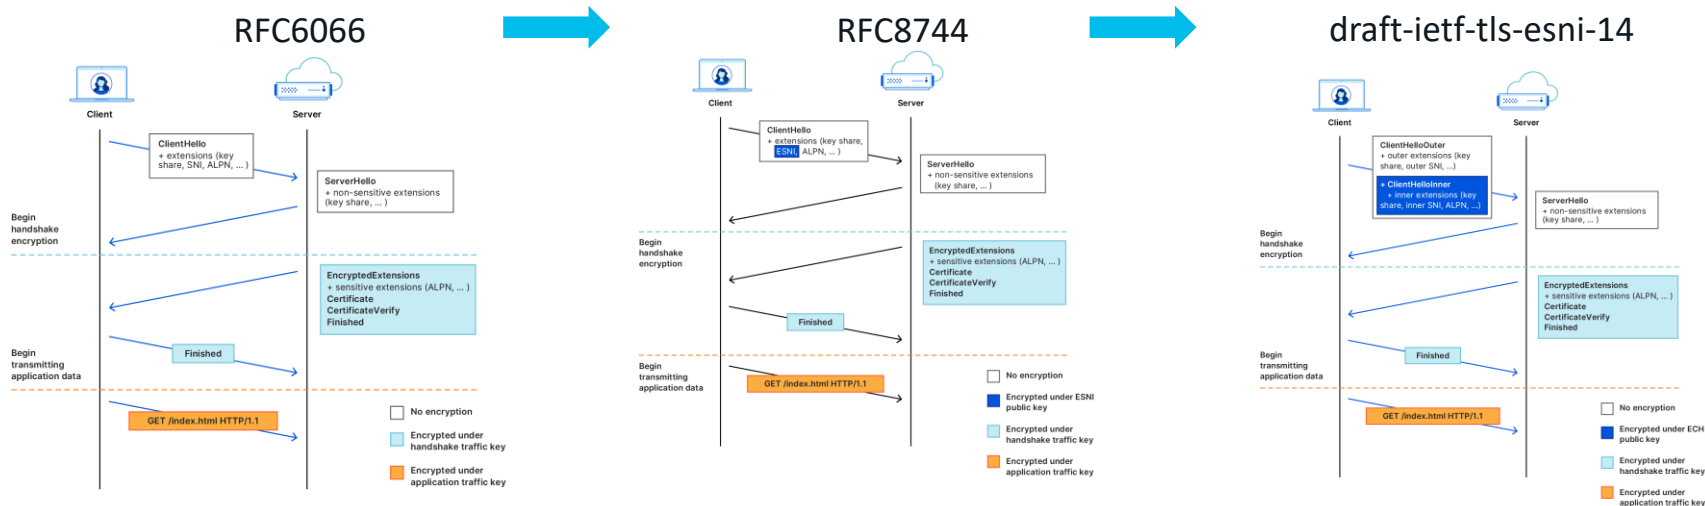 RFC6066
Client
Server
ClientHello
+ extensions (key
share, SNI, ALPN, ... )
ServerHello
+ non-sensitive extensions
(key share, ... )
Begin
handshake
encryption
EncryptedExtensions
+ sensitive extensions (ALPN, ... )
Certificate
CertificateVerify
Finished
Finished
Begin
transmitting
application data
GET /index.html HTTP/1.1
No encryption
Encrypted under
handshake traffic key
Encrypted under
application traffic key
RFC8744
Client
Server
ClientHello
+ extensions (key share,
ESNI, ALPN, ... )
ServerHello
+ non-sensitive extensions
(key share, ... )
Begin
handshake
encryption
EncryptedExtensions
+ sensitive extensions (ALPN, ... )
Certificate
CertificateVerify
Finished
Finished
Begin
transmitting
application data
GET /index.html HTTP/1.1
No encryption
Encrypted under ESNI
public key
Encrypted under
handshake traffic key
Encrypted under
application traffic key
draft-ietf-tls-esni-14
Client
Server
ClientHelloOuter
+ outer extensions (key
share, outer SNI, ...)
+ ClientHelloInner
+ inner extensions (key
share, inner SNI, ALPN, ...)
ServerHello
+ non-sensitive extensions
(key share, ... )
Begin
handshake
encryption
EncryptedExtensions
+ sensitive extensions (ALPN, ... )
Certificate
CertificateVerify
Finished
Finished
Begin
transmitting
application data
GET /index.html HTTP/1.1
No encryption
Encrypted under ECH
public key
Encrypted under
handshake traffic key
Encrypted under
application traffic key